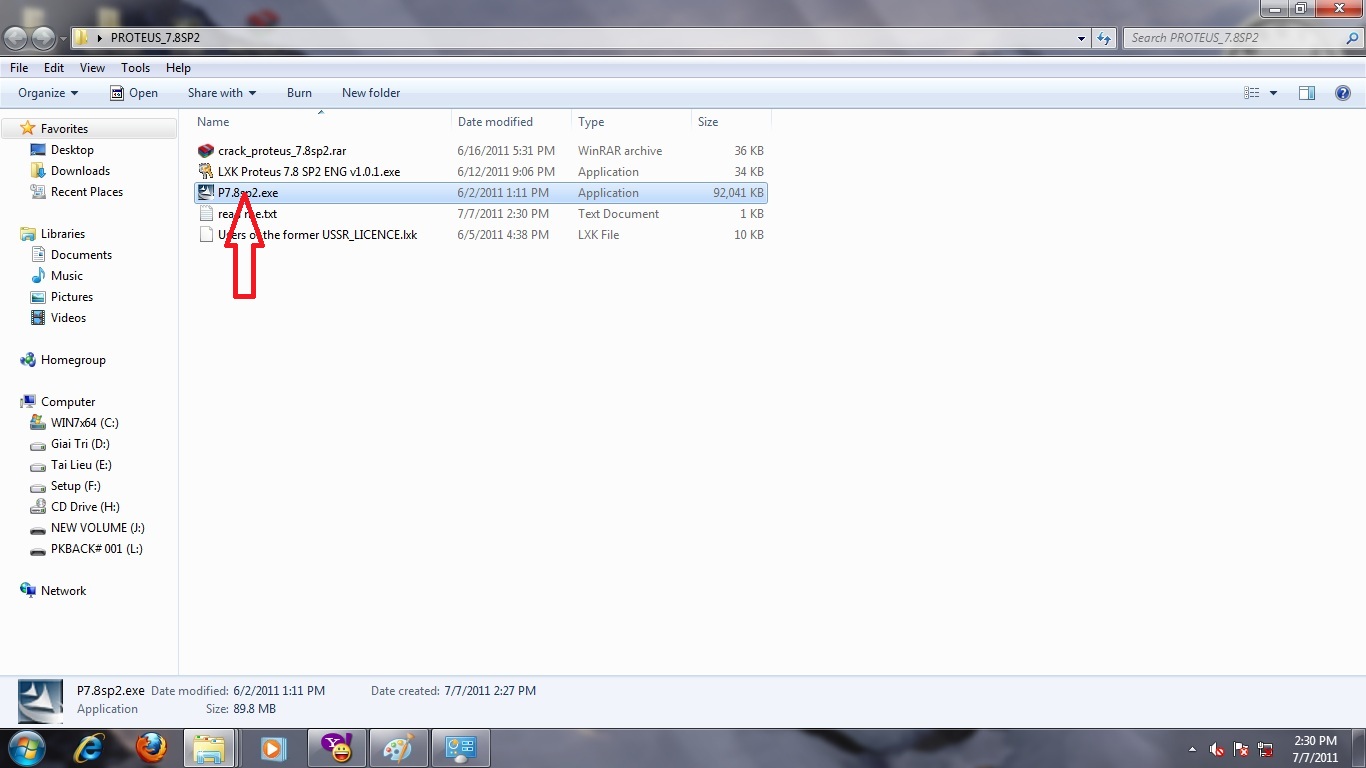 PROTEUS_7.8SP2
Search PROTEUS_7.8SP2
File Edit View Tools Help
Organize Open Share with Burn New folder
Name Date modified Type Size
crack_proteus_7.8sp2.rar 6/16/2011 5:31 PM WinRAR archive 36 KB
LXK Proteus 7.8 SP2 ENG v1.0.1.exe 6/12/2011 9:06 PM Application 34 KB
P7.8sp2.exe 6/2/2011 1:11 PM Application 92,041 KB
read me.txt 7/7/2011 2:30 PM Text Document 1 KB
Users of the former USSR_LICENCE.lxk 6/5/2011 4:38 PM LXK File 10 KB
Favorites
Desktop
Downloads
Recent Places
Libraries
Documents
Music
Pictures
Videos
Homegroup
Computer
WIN7x64 (C:)
Giai Tri (D:)
Tai Lieu (E:)
Setup (F:)
CD Drive (H:)
NEW VOLUME (J:)
PKBACK# 001 (L:)
Network
P7.8sp2.exe Date modified: 6/2/2011 1:11 PM Date created: 7/7/2011 2:27 PM
Application Size: 89.8 MB
2:30 PM
7/7/2011